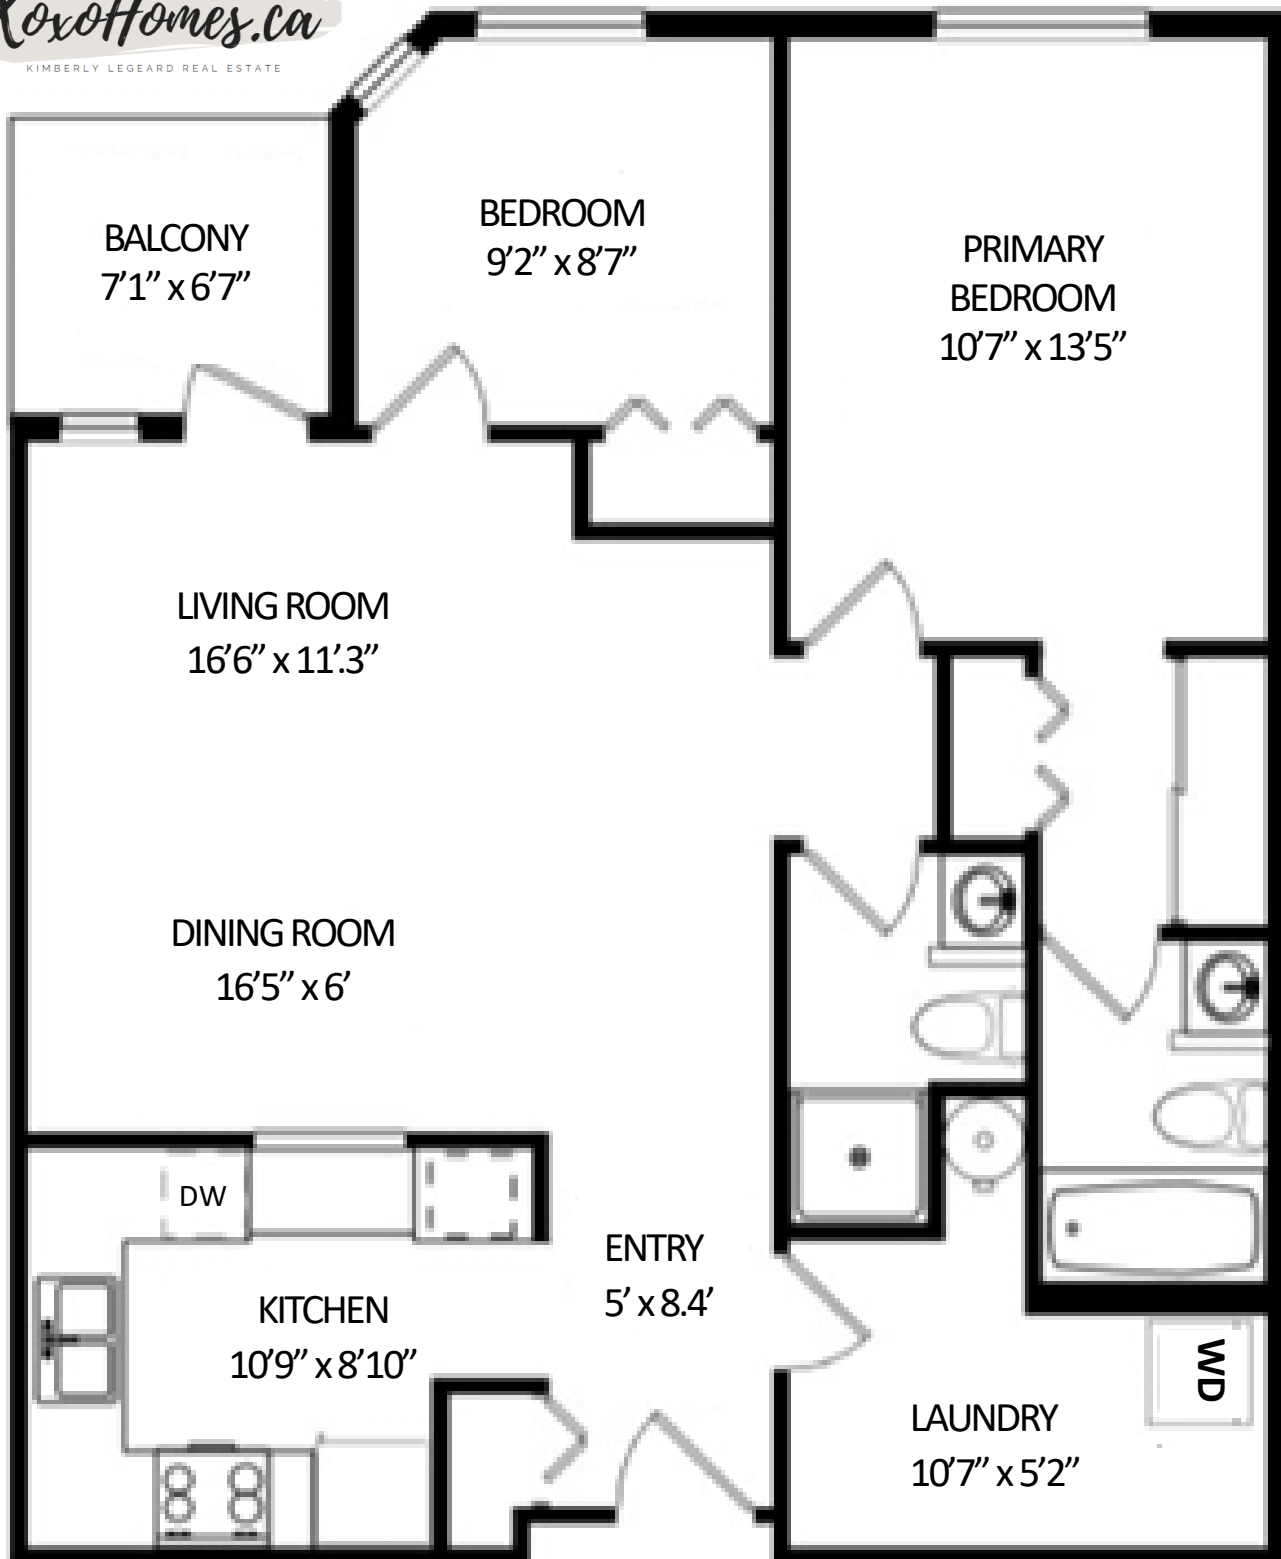 XoxoHomes.ca
KIMBERLY LEGEARD REAL ESTATE
BALCONY
7'1” x 6'7”
BEDROOM
9'2” x 8'7”
PRIMARY
BEDROOM
10'7” x 13'5”
LIVING ROOM
16'6” x 11'.3”
DINING ROOM
16'5” x 6'
DW
KITCHEN
10'9” x 8'10”
ENTRY
5' x 8.4'
WD
LAUNDRY
10'7” x 5'2”